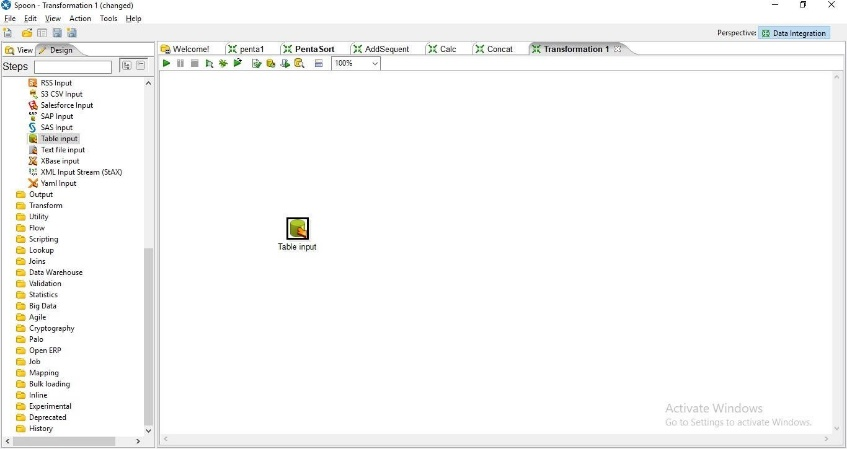 Spoon - Transformation 1 (changed)
File Edit View Action Tools Help
Perspective: Data Integration
View Design
Welcome! penta1 PentaSort AddSequent Calc Concat Transformation 1
Steps
100%
RSS Input
S3 CSV Input
Salesforce Input
SAP Input
SAS Input
Table input
Text file input
XBase input
XML Input Stream (StAX)
Yaml Input
Output
Transform
Utility
Flow
Scripting
Lookup
Joins
Data Warehouse
Validation
Statistics
Big Data
Agile
Cryptography
Palo
Open ERP
Job
Mapping
Bulk loading
Inline
Experimental
Deprecated
History
Table input
Activate Windows
Go to Settings to activate Windows.